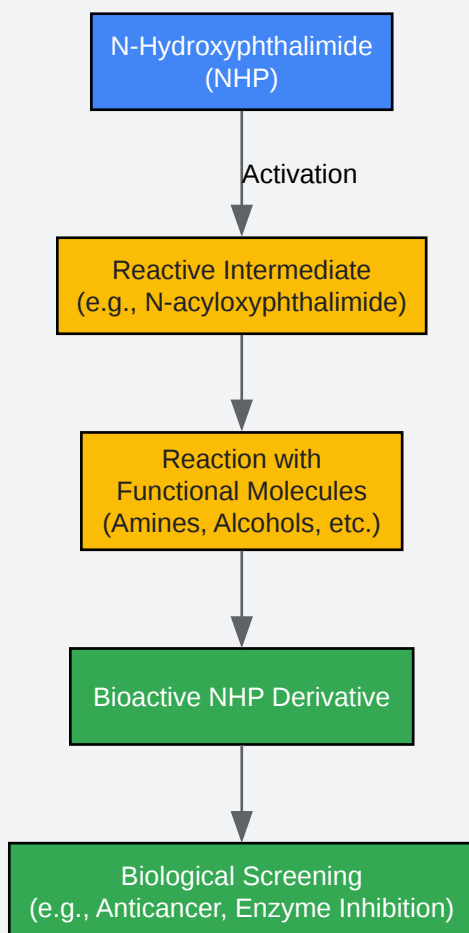 N-Hydroxyphthalimide
(NHP)
Activation
Reactive Intermediate
(e.g., N-acyloxyphthalimide)
Reaction with
Functional Molecules
(Amines, Alcohols, etc.)
Bioactive NHP Derivative
Biological Screening
(e.g., Anticancer, Enzyme Inhibition)